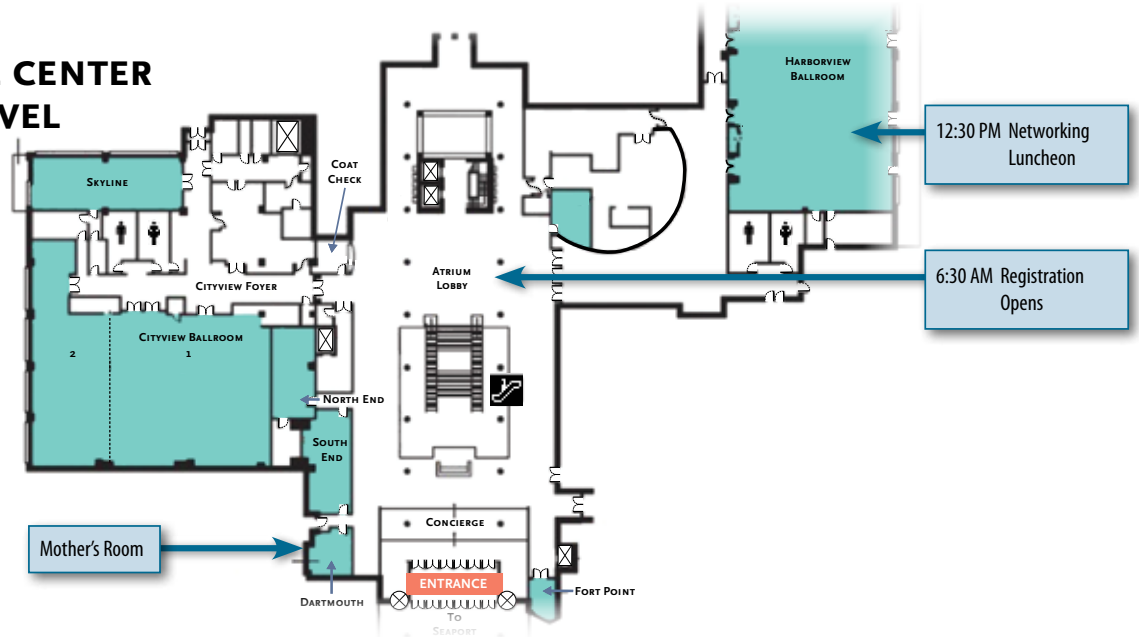 CENTER
HARBORVIEW
BALLROOM
12:30 PM Networking
Luncheon
COAT
CHECK
SKYLINE
ATRIUM
LOBBY
6:30 AM Registration
Opens
CITYVIEW FOYER
CITYVIEW BALLROOM
2
1
NORTH END
SOUTH
END
CONCIERGE
Mother's Room
ENTRANCE
FORT POINT
DARTMOUTH
TO
SEAPORT